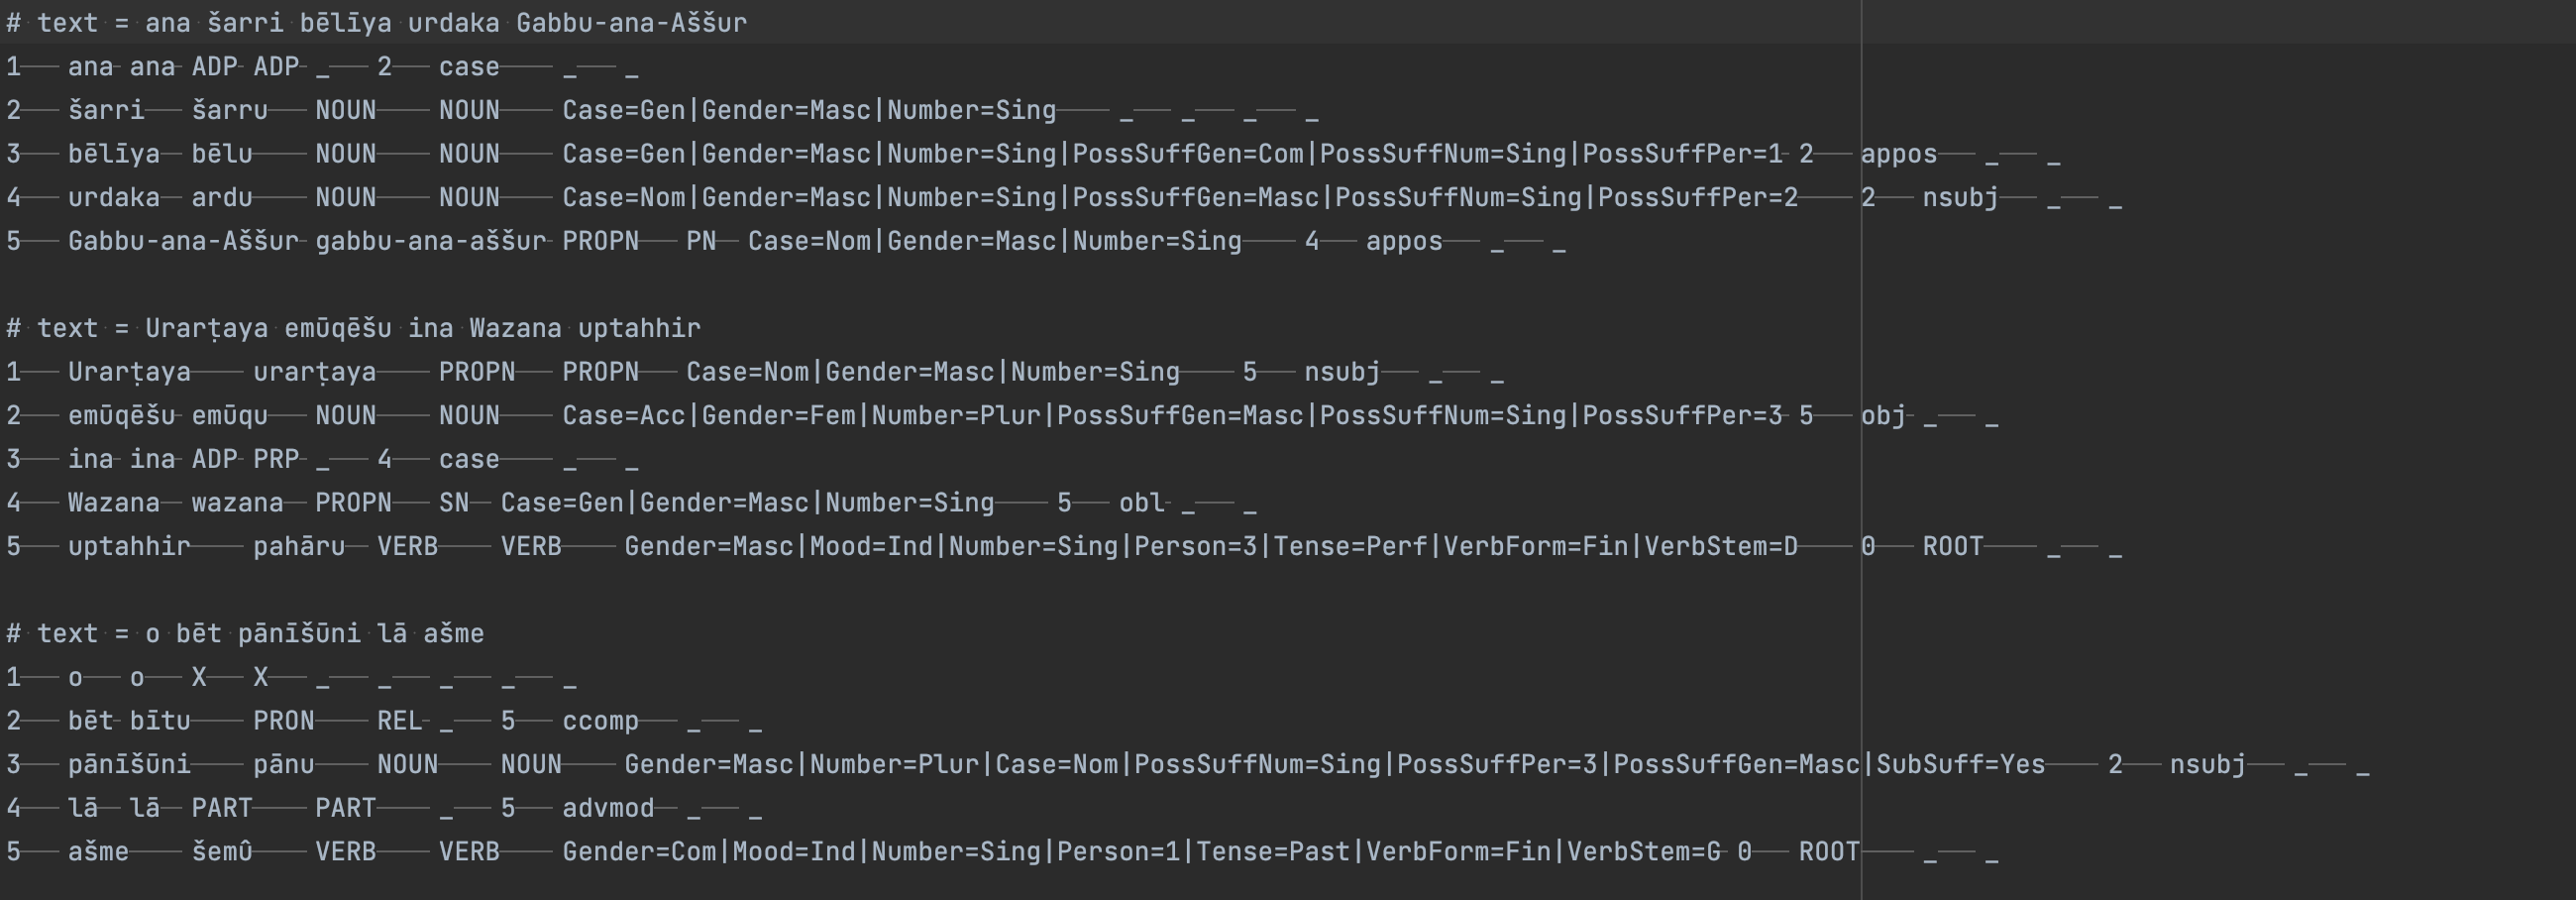 # text = ana šarri bēlīya urdaka Gabbu-ana-Aššur
1	ana	ana	ADP	ADP	_	2	case	_	_
2	šarri	šarru	NOUN	NOUN	Case=Gen|Gender=Masc|Number=Sing	_	_	_	_
3	bēlīya	bēlu	NOUN	NOUN	Case=Gen|Gender=Masc|Number=Sing|PossSuffGen=Com|PossSuffNum=Sing|PossSuffPer=1	2	appos	_	_
4	urdaka	ardu	NOUN	NOUN	Case=Nom|Gender=Masc|Number=Sing|PossSuffGen=Masc|PossSuffNum=Sing|PossSuffPer=2	2	nsubj	_	_
5	Gabbu-ana-Aššur	gabbu-ana-aššur	PROPN	PN	Case=Nom|Gender=Masc|Number=Sing	4	appos	_	_
# text = Urarṭaya emūqēšu ina Wazana uptahhir
1	Urarṭaya	urarṭaya	PROPN	PROPN	Case=Nom|Gender=Masc|Number=Sing	5	nsubj	_	_
2	emūqēšu	emūqu	NOUN	NOUN	Case=Acc|Gender=Fem|Number=Plur|PossSuffGen=Masc|PossSuffNum=Sing|PossSuffPer=3	5	obj	_	_
3	ina	ina	ADP	PRP	_	4	case	_	_
4	Wazana	wazana	PROPN	SN	Case=Gen|Gender=Masc|Number=Sing	5	obl	_	_
5	uptahhir	pahāru	VERB	VERB	Gender=Masc|Mood=Ind|Number=Sing|Person=3|Tense=Perf|VerbForm=Fin|VerbStem=D	0	ROOT	_	_
# text = o bēt pānīšūni lā ašme
1	o	o	X	X	_	_	_	_	_
2	bēt	bītu	PRON	REL	_	5	ccomp	_	_
3	pānīšūni	pānu	NOUN	NOUN	Gender=Masc|Number=Plur|Case=Nom|PossSuffNum=Sing|PossSuffPer=3|PossSuffGen=Masc|SubSuff=Yes	2	nsubj	_	_
4	lā	lā	PART	PART	_	5	advmod	_	_
5	ašme	šemû	VERB	VERB	Gender=Com|Mood=Ind|Number=Sing|Person=1|Tense=Past|VerbForm=Fin|VerbStem=G	0	ROOT	_	_